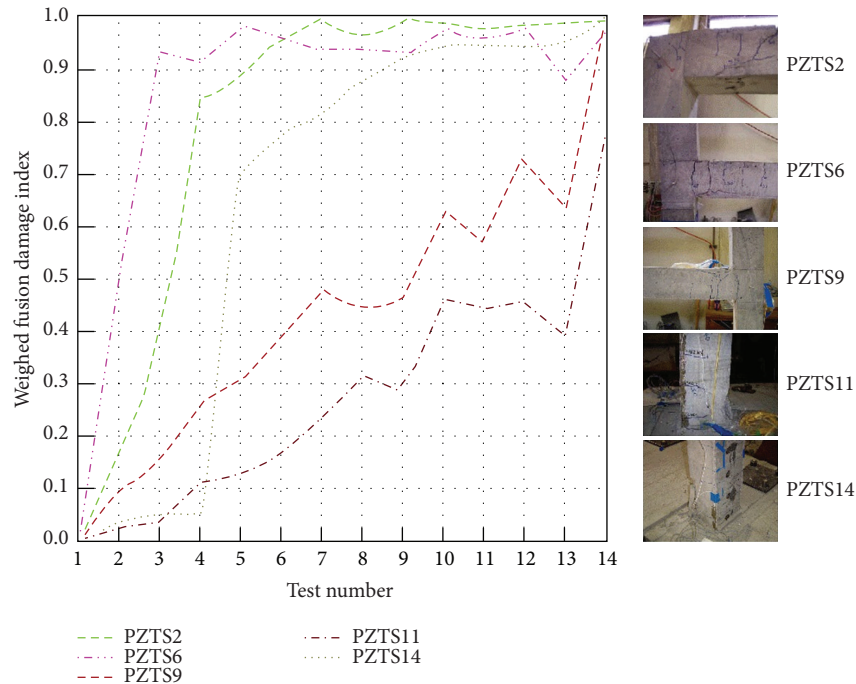 Weighed fusion damage index
1.0
0.9
0.8
0.7
0.6
0.5
0.4
0.3
0.2
0.1
0.0
1 2 3 4 5 6 7 8 9 10 11 12 13 14
Test number
PZTS2
PZTS6
PZTS9
PZTS11
PZTS14
PZTS2
PZTS6
PZTS9
PZTS11
PZTS14